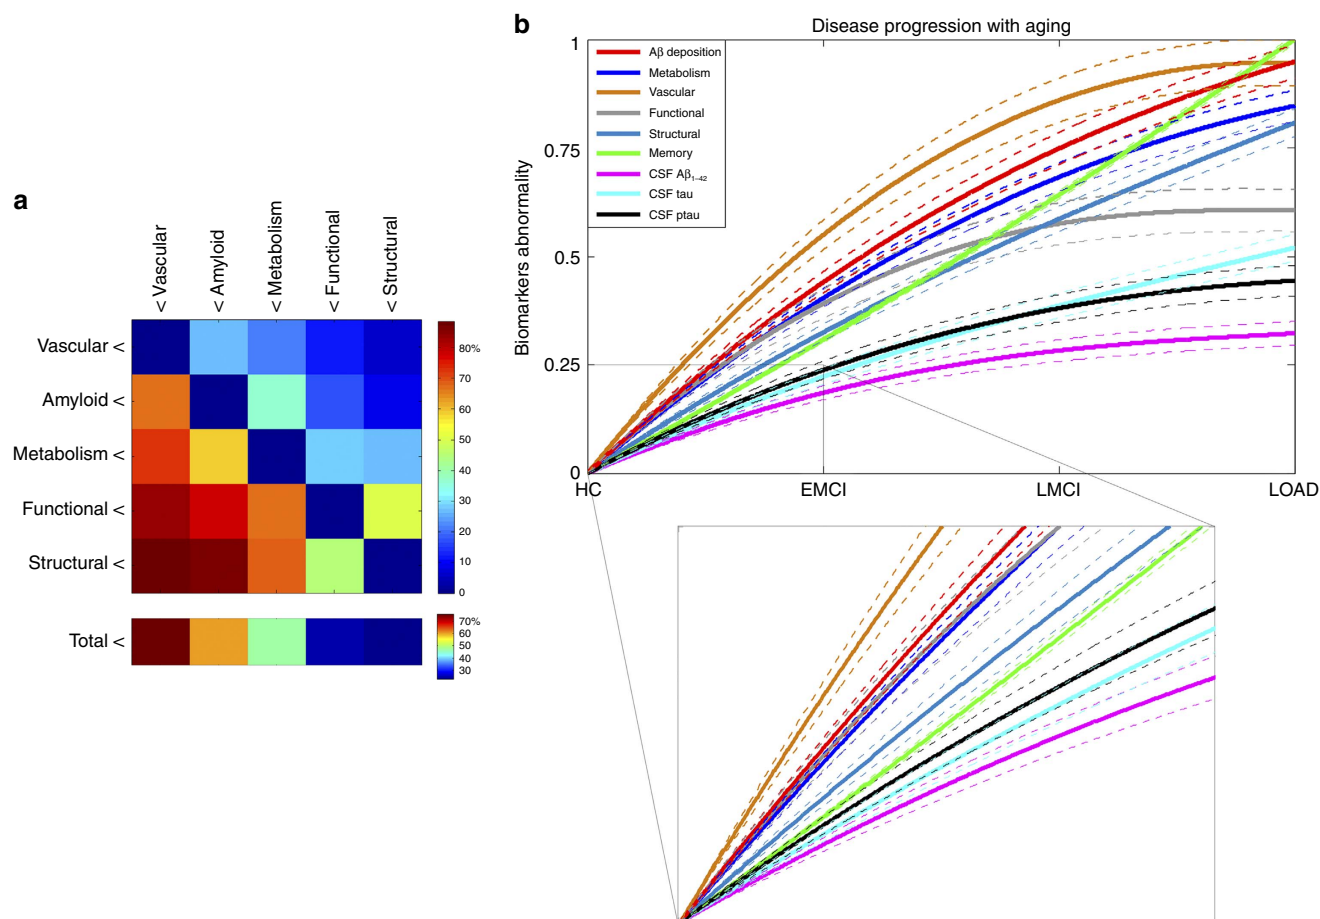 a
< Vascular
< Amyloid
< Metabolism
< Functional
< Structural
Vascular <
Amyloid <
Metabolism <
Functional <
Structural <
Total <
80%
70
60
50
40
30
20
10
0
70%
60
50
40
30
b
Disease progression with aging
Biomarkers abnormality
1
0.75
0.5
0.25
0
Aβ deposition
Metabolism
Vascular
Functional
Structural
Memory
CSF Aβ₁₋₄₂
CSF tau
CSF ptau
HC EMCI LMCI LOAD